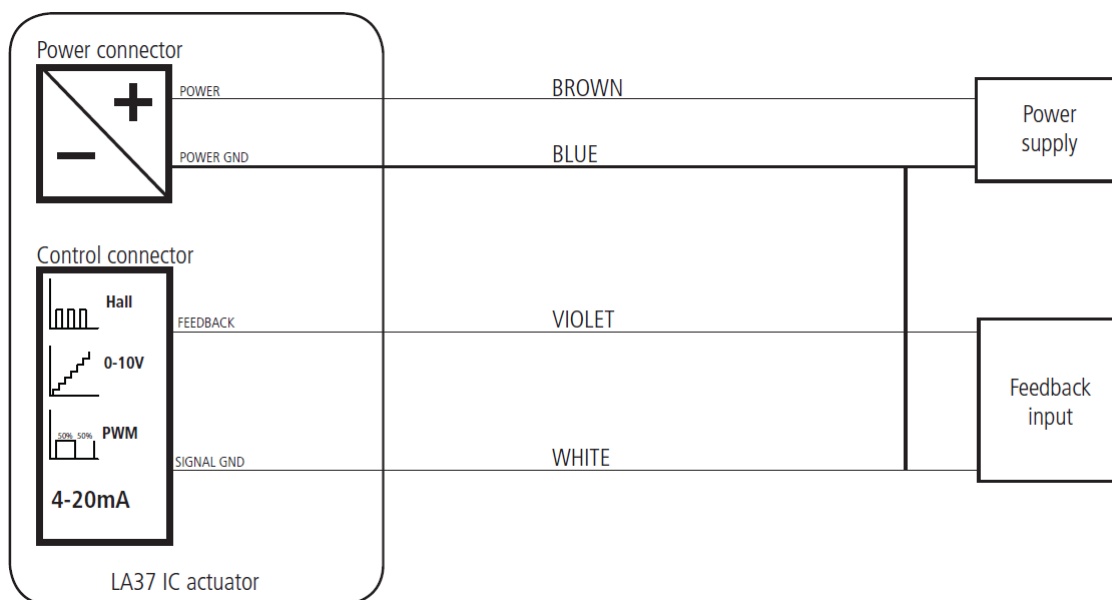 Power connector
+
−
POWER
BROWN
POWER GND
BLUE
Power
supply
Control connector
Hall
FEEDBACK
VIOLET
0-10V
50% 50%
PWM
SIGNAL GND
WHITE
4-20mA
Feedback
input
LA37 IC actuator